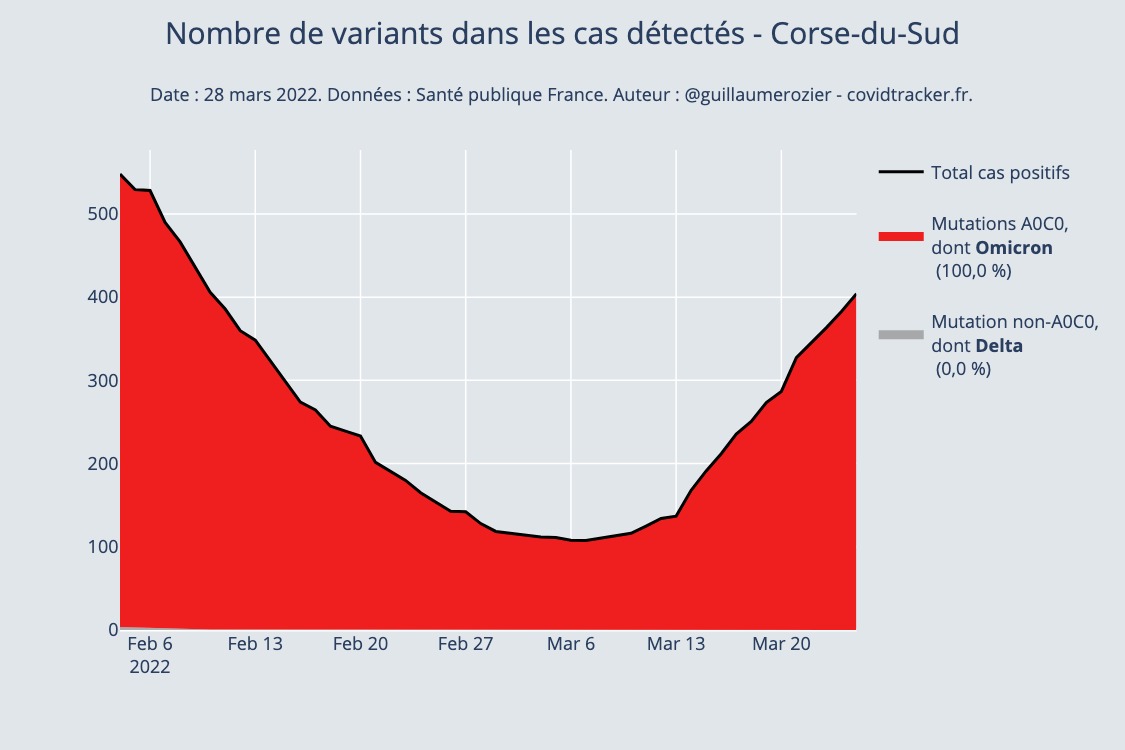 Nombre de variants dans les cas détectés - Corse-du-Sud
Date : 28 mars 2022. Données : Santé publique France. Auteur : @guillaumerozier - covidtracker.fr.
Total cas positifs
Mutations A0C0,
dont Omicron
(100,0 %)
Mutation non-A0C0,
dont Delta
(0,0 %)
500
400
300
200
100
0
Feb 6
2022
Feb 13
Feb 20
Feb 27
Mar 6
Mar 13
Mar 20